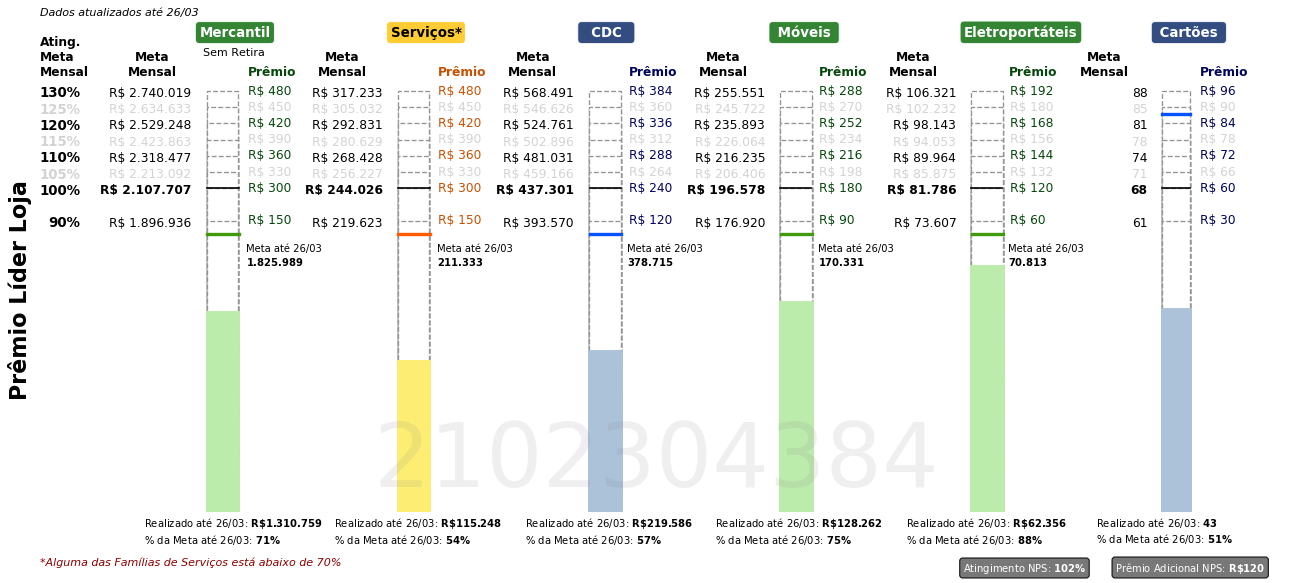 Dados atualizados até 26/03
Mercantil Serviços* CDC Móveis Eletroportáteis Cartões
Sem Retira
Ating. Meta Mensal Meta Mensal Prêmio Meta Mensal Prêmio Meta Mensal Prêmio Meta Mensal Prêmio Meta Mensal Prêmio Meta Mensal Prêmio
130% R$ 2.740.019 R$ 480 R$ 317.233 R$ 480 R$ 568.491 R$ 384 R$ 255.551 R$ 288 R$ 106.321 R$ 192 88 R$ 96
125% R$ 2.634.633 R$ 450 R$ 305.032 R$ 450 R$ 546.626 R$ 360 R$ 245.722 R$ 270 R$ 102.232 R$ 180 85 R$ 90
120% R$ 2.529.248 R$ 420 R$ 292.831 R$ 420 R$ 524.761 R$ 336 R$ 235.893 R$ 252 R$ 98.143 R$ 168 81 R$ 84
115% R$ 2.423.863 R$ 390 R$ 280.629 R$ 390 R$ 502.896 R$ 312 R$ 226.064 R$ 234 R$ 94.053 R$ 156 78 R$ 78
110% R$ 2.318.477 R$ 360 R$ 268.428 R$ 360 R$ 481.031 R$ 288 R$ 216.235 R$ 216 R$ 89.964 R$ 144 74 R$ 72
105% R$ 2.213.092 R$ 330 R$ 256.227 R$ 330 R$ 459.166 R$ 264 R$ 206.406 R$ 198 R$ 85.875 R$ 132 71 R$ 66
100% R$ 2.107.707 R$ 300 R$ 244.026 R$ 300 R$ 437.301 R$ 240 R$ 196.578 R$ 180 R$ 81.786 R$ 120 68 R$ 60
90% R$ 1.896.936 R$ 150 R$ 219.623 R$ 150 R$ 393.570 R$ 120 R$ 176.920 R$ 90 R$ 73.607 R$ 60 61 R$ 30
Meta até 26/03 Meta até 26/03 Meta até 26/03 Meta até 26/03 Meta até 26/03
1.825.989 211.333 378.715 170.331 70.813
Prêmio Líder Loja
2102304384
Realizado até 26/03: R$1.310.759 Realizado até 26/03: R$115.248 Realizado até 26/03: R$219.586 Realizado até 26/03: R$128.262 Realizado até 26/03: R$62.356 Realizado até 26/03: 43
% da Meta até 26/03: 71% % da Meta até 26/03: 54% % da Meta até 26/03: 57% % da Meta até 26/03: 75% % da Meta até 26/03: 88% % da Meta até 26/03: 51%
*Alguma das Famílias de Serviços está abaixo de 70%
Atingimento NPS: 102% Prêmio Adicional NPS: R$120